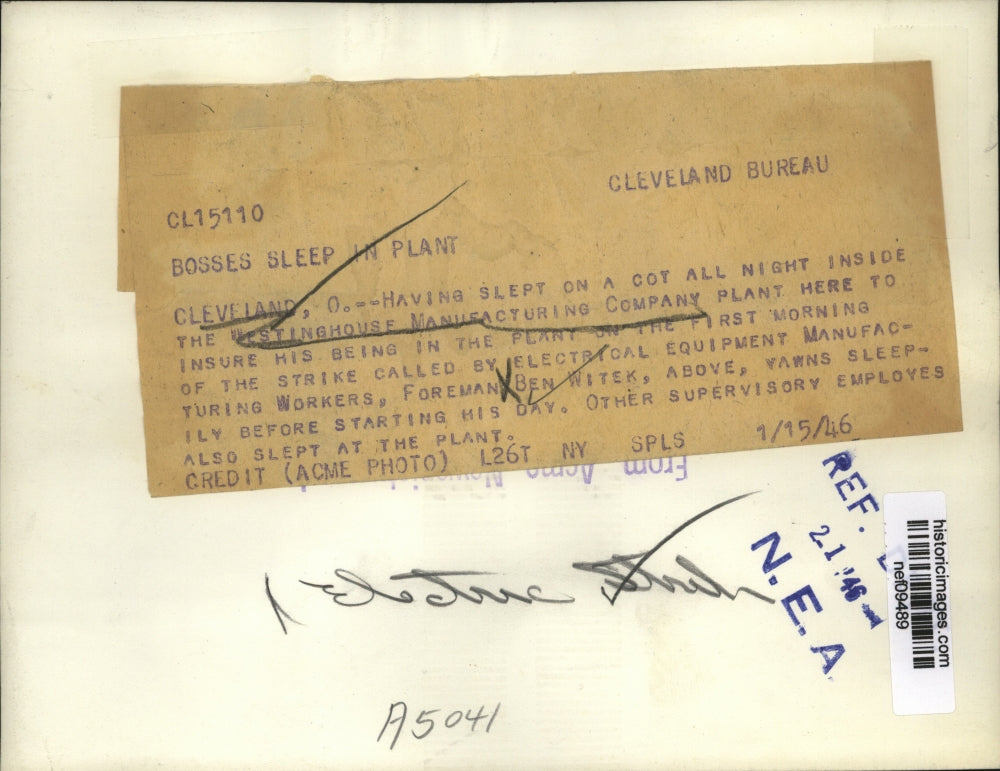 CLEVELAND BUREAU
CL15110
BOSSES SLEEP IN PLANT
CLEVELAND, O.--HAVING SLEPT ON A COT ALL NIGHT INSIDE
THE WESTINGHOUSE MANUFACTURING COMPANY PLANT HERE TO
INSURE HIS BEING IN THE PLANT ON THE FIRST MORNING
OF THE STRIKE CALLED BY ELECTRICAL EQUIPMENT MANUFAC-
TURING WORKERS, FOREMAN BEN WITEK, ABOVE, YAWNS SLEEP-
ILY BEFORE STARTING HIS DAY. OTHER SUPERVISORY EMPLOYES
ALSO SLEPT AT THE PLANT.
CREDIT (ACME PHOTO) L26T NY SPLS 1/15/46
From Acme
REF.
21 '46
N.E.A.
historicimages.com
nef09489
A5041